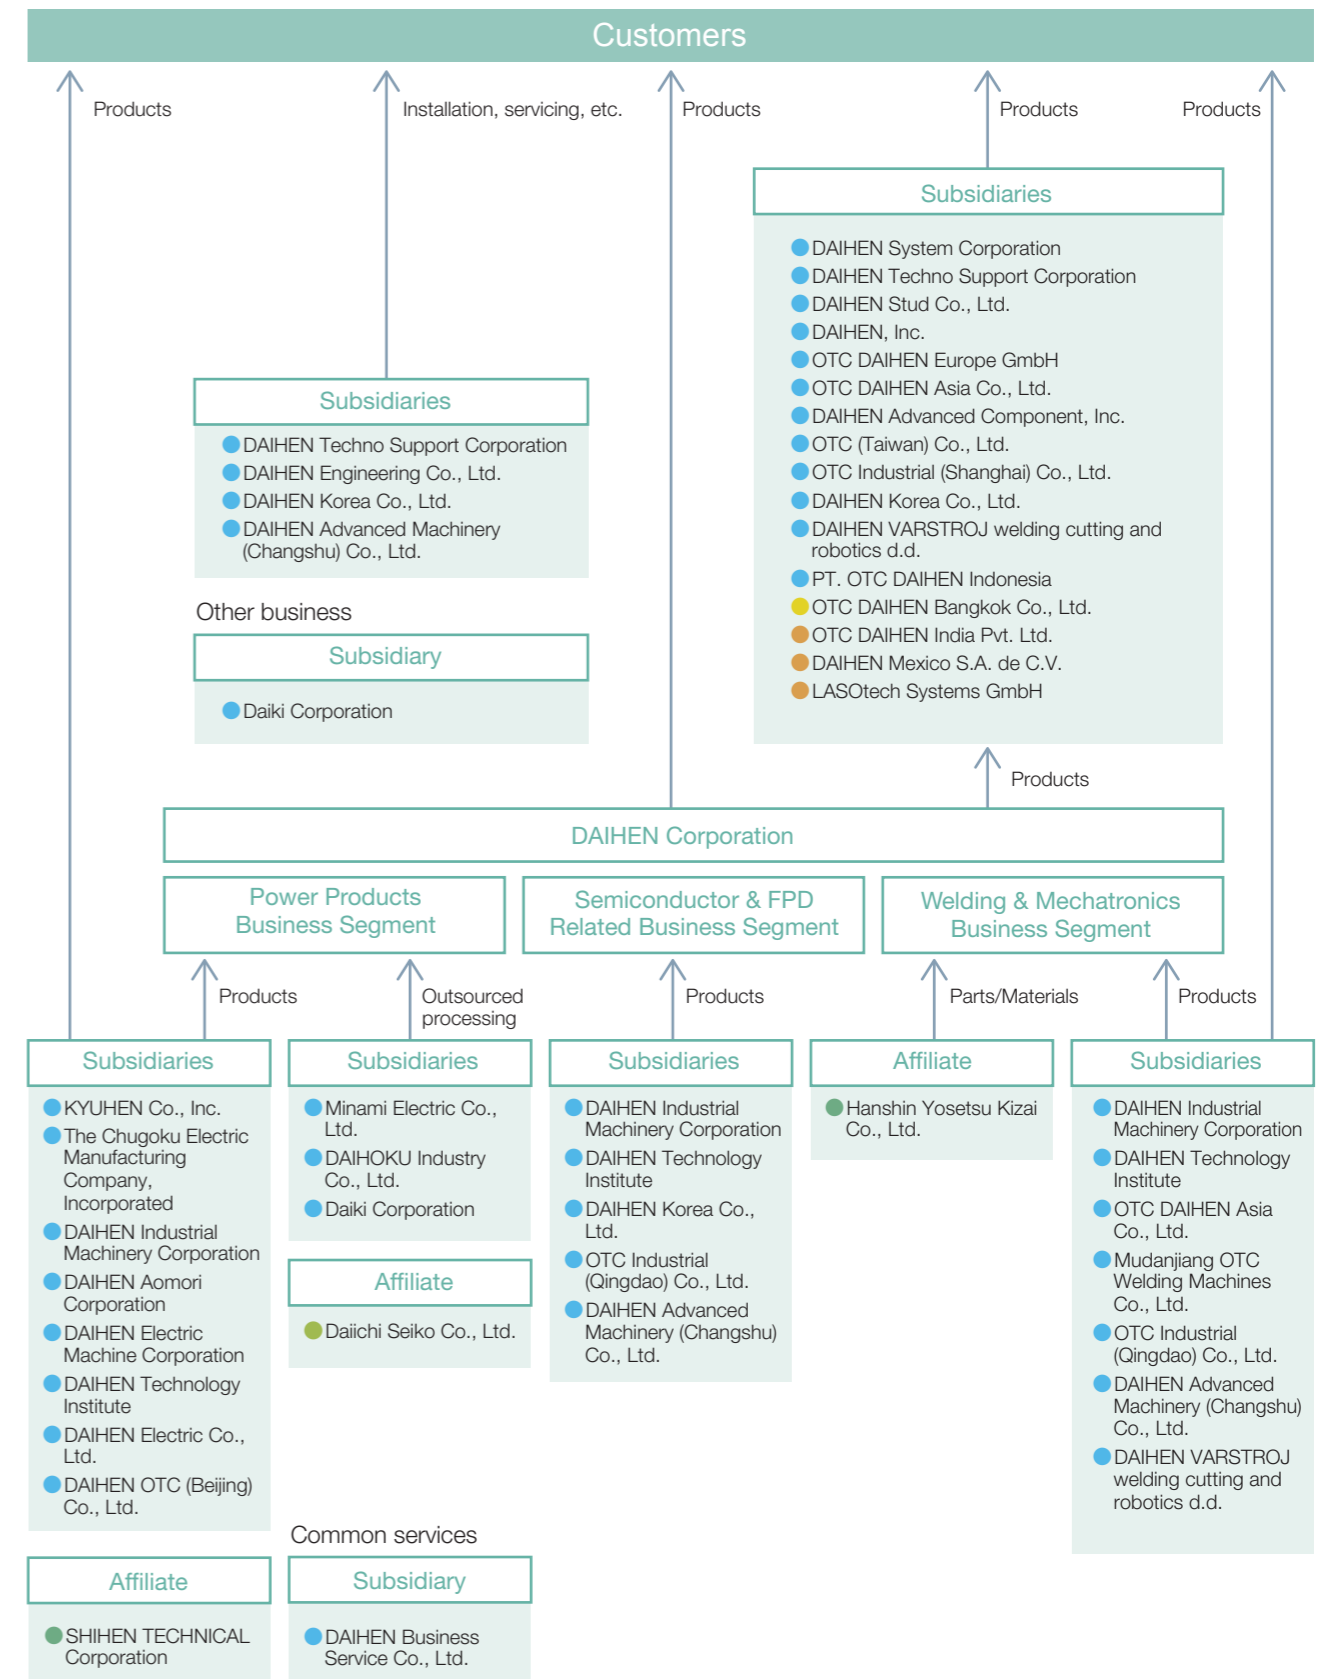 Customers
Products
Installation, servicing, etc.
Products
Products
Products
Subsidiaries
DAIHEN System Corporation
DAIHEN Techno Support Corporation
DAIHEN Stud Co., Ltd.
DAIHEN, Inc.
OTC DAIHEN Europe GmbH
OTC DAIHEN Asia Co., Ltd.
DAIHEN Advanced Component, Inc.
OTC (Taiwan) Co., Ltd.
OTC Industrial (Shanghai) Co., Ltd.
DAIHEN Korea Co., Ltd.
DAIHEN VARSTROJ welding cutting and
robotics d.d.
PT. OTC DAIHEN Indonesia
OTC DAIHEN Bangkok Co., Ltd.
OTC DAIHEN India Pvt. Ltd.
DAIHEN Mexico S.A. de C.V.
LASOtech Systems GmbH
Subsidiaries
DAIHEN Techno Support Corporation
DAIHEN Engineering Co., Ltd.
DAIHEN Korea Co., Ltd.
DAIHEN Advanced Machinery
(Changshu) Co., Ltd.
Other business
Subsidiary
Daiki Corporation
Products
DAIHEN Corporation
Power Products
Business Segment
Semiconductor & FPD
Related Business Segment
Welding & Mechatronics
Business Segment
Products
Outsourced
processing
Products
Parts/Materials
Products
Subsidiaries
KYUHEN Co., Inc.
The Chugoku Electric
Manufacturing
Company,
Incorporated
DAIHEN Industrial
Machinery Corporation
DAIHEN Aomori
Corporation
DAIHEN Electric
Machine Corporation
DAIHEN Technology
Institute
DAIHEN Electric Co.,
Ltd.
DAIHEN OTC (Beijing)
Co., Ltd.
Affiliate
SHIHEN TECHNICAL
Corporation
Subsidiaries
Minami Electric Co.,
Ltd.
DAIHOKU Industry
Co., Ltd.
Daiki Corporation
Affiliate
Daiichi Seiko Co., Ltd.
Common services
Subsidiary
DAIHEN Business
Service Co., Ltd.
Subsidiaries
DAIHEN Industrial
Machinery Corporation
DAIHEN Technology
Institute
DAIHEN Korea Co.,
Ltd.
OTC Industrial
(Qingdao) Co., Ltd.
DAIHEN Advanced
Machinery (Changshu)
Co., Ltd.
Affiliate
Hanshin Yosetsu Kizai
Co., Ltd.
Subsidiaries
DAIHEN Industrial
Machinery Corporation
DAIHEN Technology
Institute
OTC DAIHEN Asia
Co., Ltd.
Mudanjiang OTC
Welding Machines
Co., Ltd.
OTC Industrial
(Qingdao) Co., Ltd.
DAIHEN Advanced
Machinery (Changshu)
Co., Ltd.
DAIHEN VARSTROJ
welding cutting and
robotics d.d.